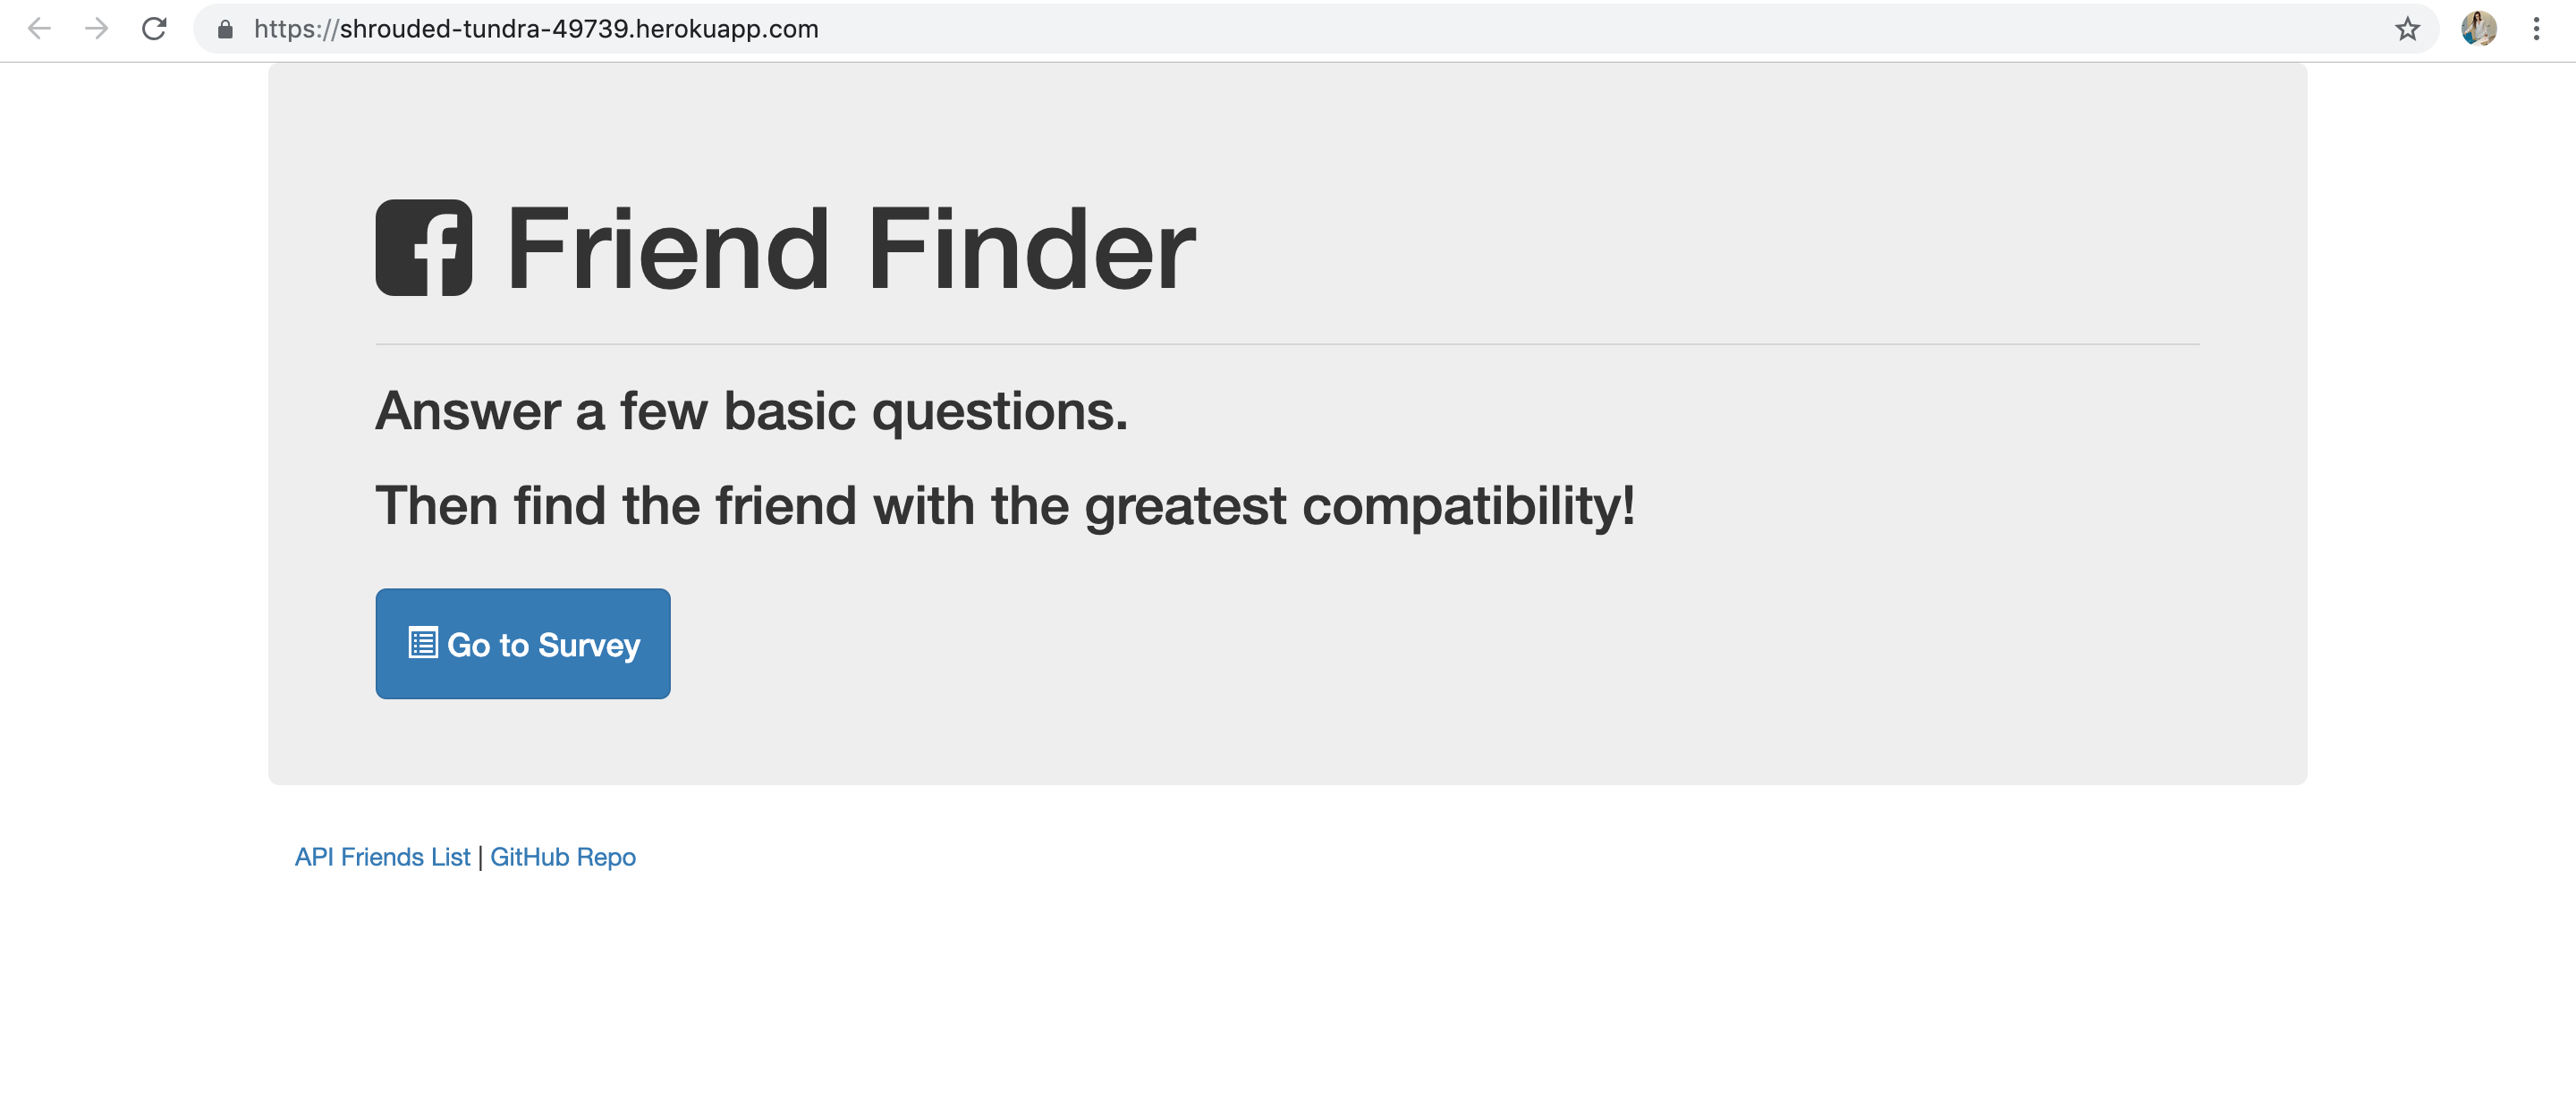 https://shrouded-tundra-49739.herokuapp.com
Friend Finder
Answer a few basic questions.
Then find the friend with the greatest compatibility!
Go to Survey
API Friends List | GitHub Repo